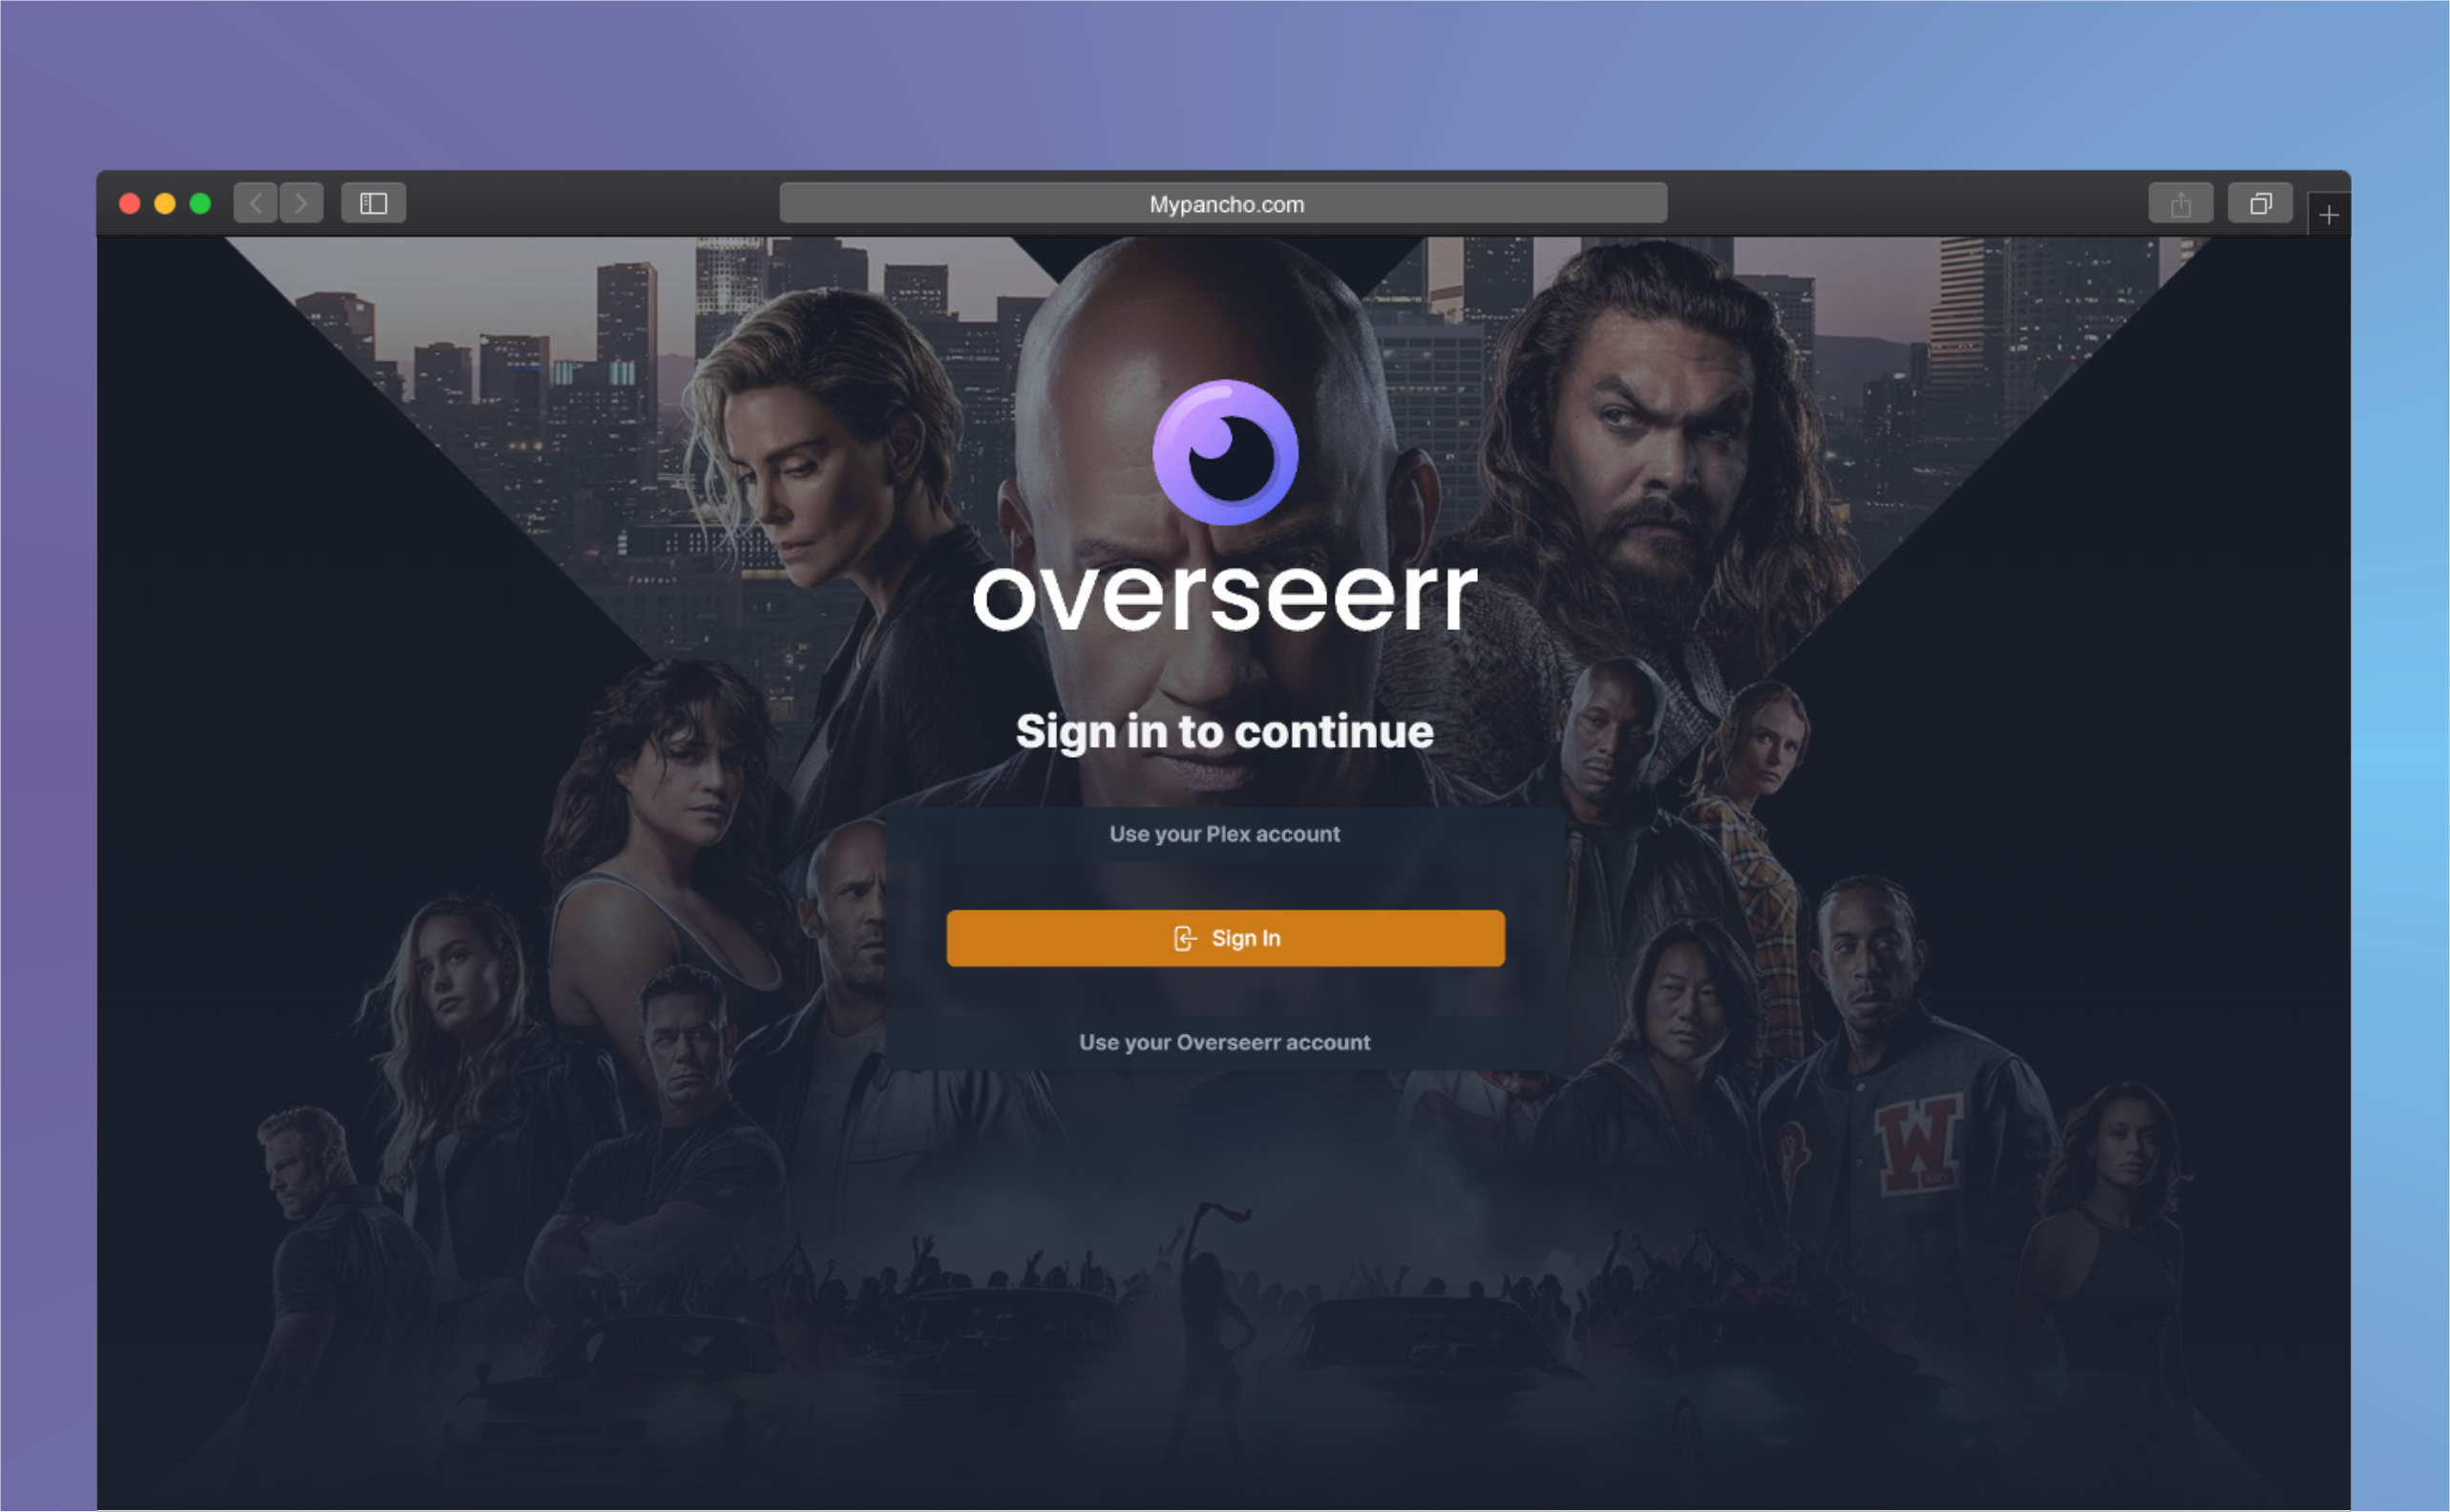 Mypancho.com
overseerr
Sign in to continue
Use your Plex account
Sign In
Use your Overseerr account
W